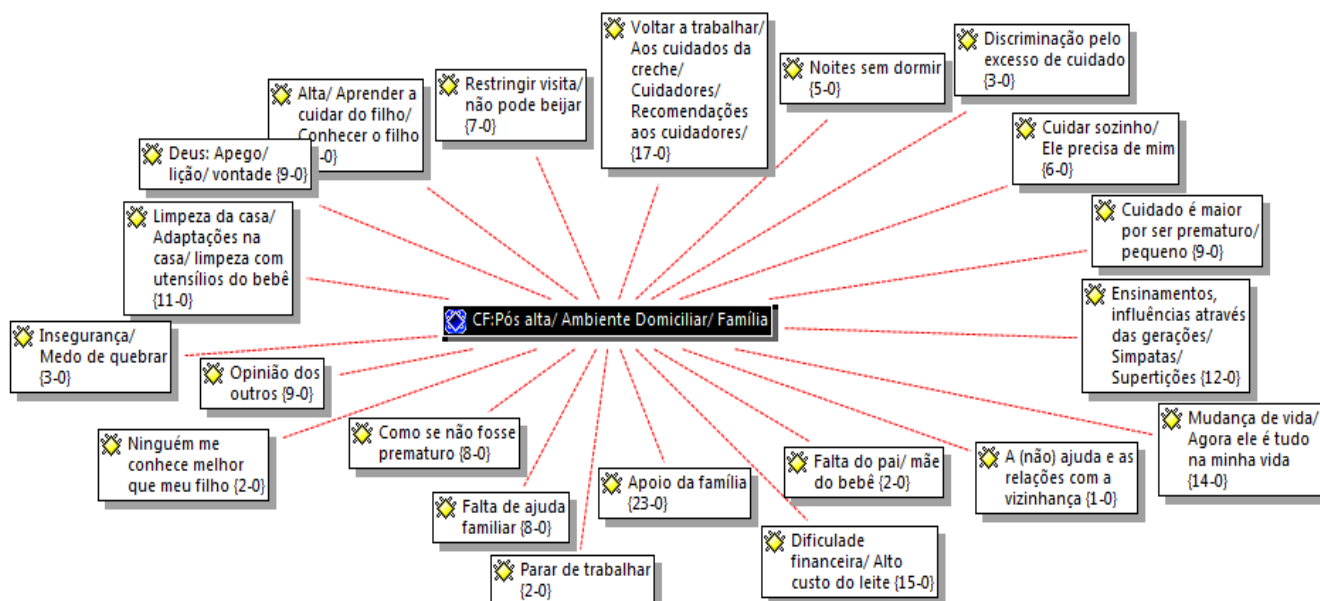 Voltar a trabalhar/
Aos cuidados da
creche/
Cuidadores/
Recomendações
aos cuidadores/
{17-0}
Discriminação pelo
excesso de cuidado
{3-0}
Noites sem dormir
{5-0}
Restringir visita/
não pode beijar
{7-0}
Alta/ Aprender a
cuidar do filho/
Conhecer o filho
-0}
Deus: Apego/
lição/ vontade {9-0}
Cuidar sozinho/
Ele precisa de mim
{6-0}
Limpeza da casa/
Adaptações na
casa/ limpeza com
utensílios do bebê
{11-0}
Cuidado é maior
por ser prematuro/
pequeno {9-0}
CF:Pós alta/ Ambiente Domiciliar/ Família
Ensinamentos,
influências através
das gerações/
Simpatas/
Supertições {12-0}
Insegurança/
Medo de quebrar
{3-0}
Opinião dos
outros {9-0}
Mudança de vida/
Agora ele é tudo
na minha vida
{14-0}
Ninguém me
conhece melhor
que meu filho {2-0}
Como se não fosse
prematuro {8-0}
Falta do pai/ mãe
do bebê {2-0}
A (não) ajuda e as
relações com a
vizinhança {1-0}
Apoio da família
{23-0}
Falta de ajuda
familiar {8-0}
Dificulade
financeira/ Alto
custo do leite {15-0}
Parar de trabalhar
{2-0}